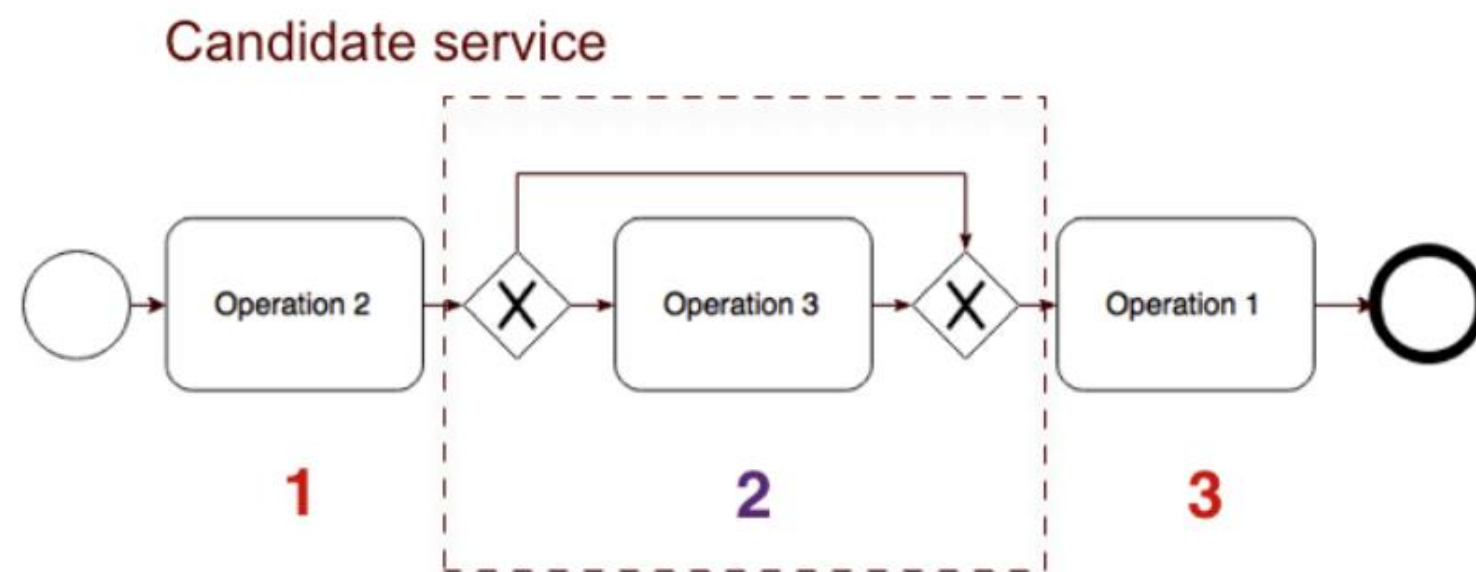 Candidate service
Operation 2
X
Operation 3
X
Operation 1
1
2
3